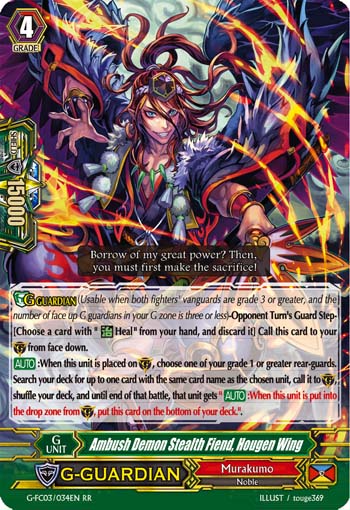 4
GRADE
SHIELD
15000
Borrow of my great power? Then,
you must first make the sacrifice!
G GUARDIAN (Usable when both fighters' vanguards are grade 3 or greater, and the
number of face up G guardians in your G zone is three or less)-Opponent Turn's Guard Step-
[Choose a card with " Heal" from your hand, and discard it] Call this card to your
from face down.
AUTO :When this unit is placed on , choose one of your grade 1 or greater rear-guards.
Search your deck for up to one card with the same card name as the chosen unit, call it to ,
shuffle your deck, and until end of that battle, that unit gets " AUTO :When this unit is put into
the drop zone from , put this card on the bottom of your deck.".
G
UNIT
Ambush Demon Stealth Fiend, Hougen Wing
G-GUARDIAN
Murakumo
Noble
G-FC03/034EN RR
ILLUST / touge369